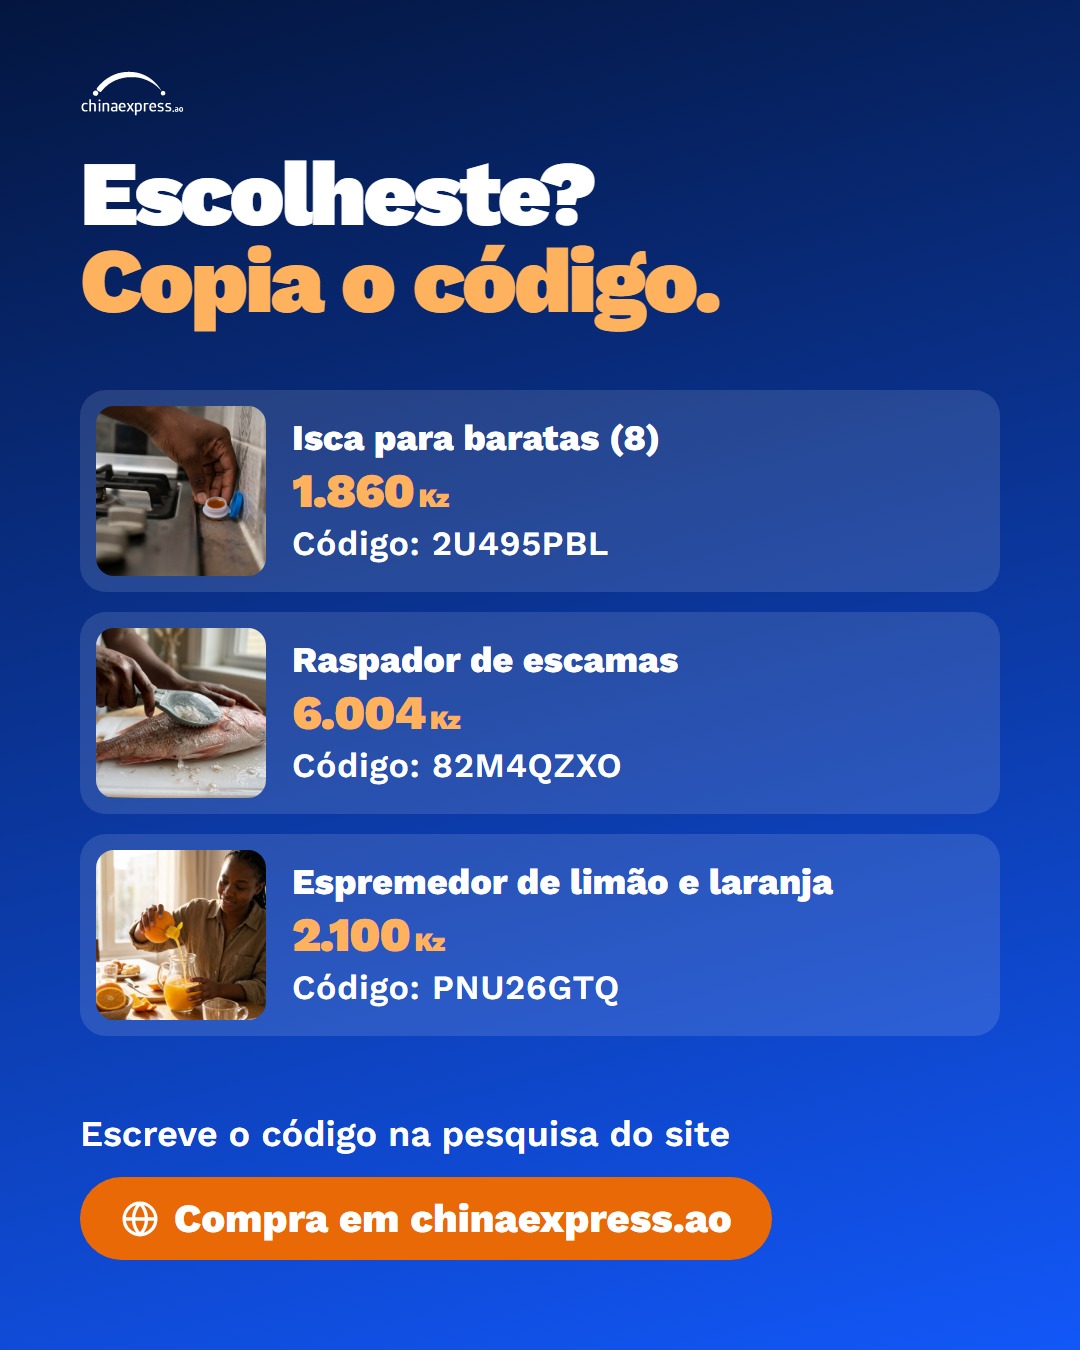 chinaexpress.ao
Escolheste?
Copia o código.
Isca para baratas (8)
1.860 Kz
Código: 2U495PBL
Raspador de escamas
6.004 Kz
Código: 82M4QZXO
Espremedor de limão e laranja
2.100 Kz
Código: PNU26GTQ
Escreve o código na pesquisa do site
Compra em chinaexpress.ao